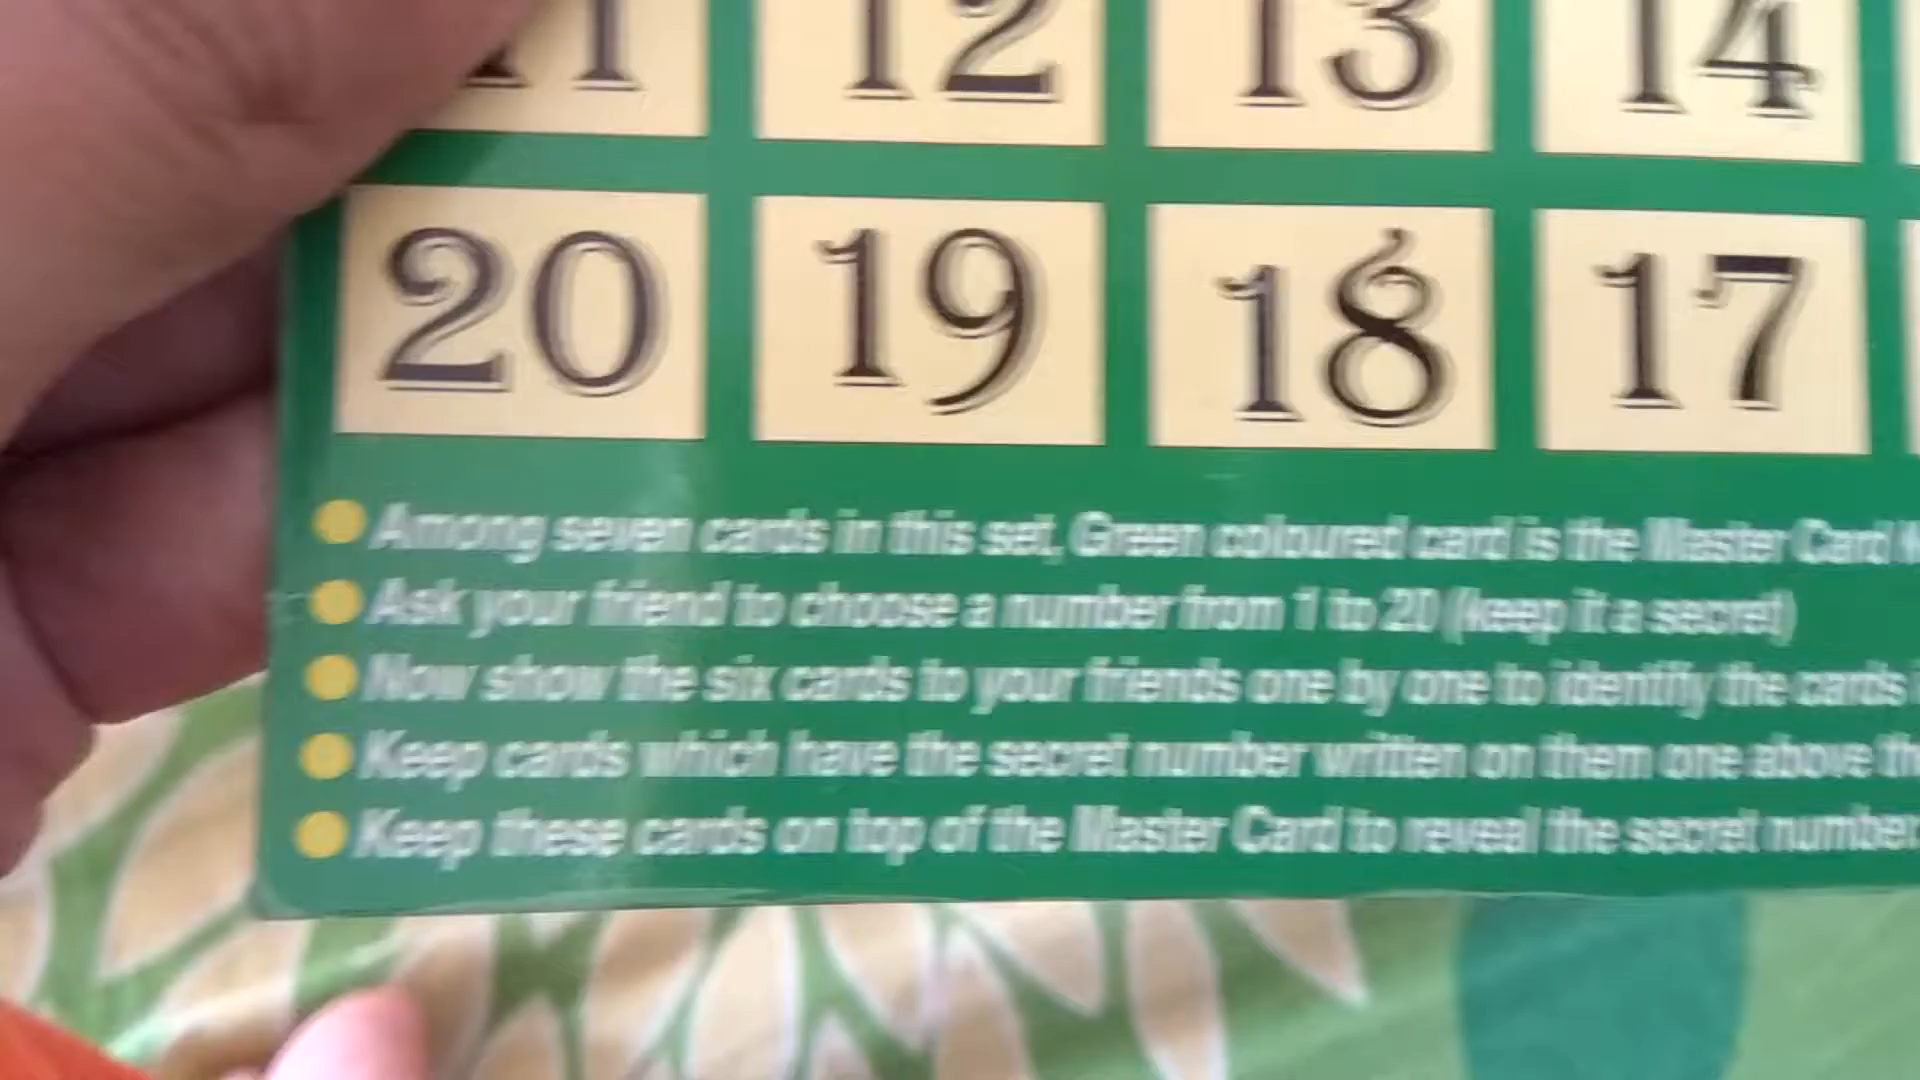 11 12 13 14
20 19 18 17
Among seven cards in this set, Green coloured card is the Master Card
Ask your friend to choose a number from 1 to 20 (keep it a secret)
Now show the six cards to your friends one by one to identify the cards
Keep cards which have the secret number written on them one above
Keep these cards on top of the Master Card to reveal the secret number.